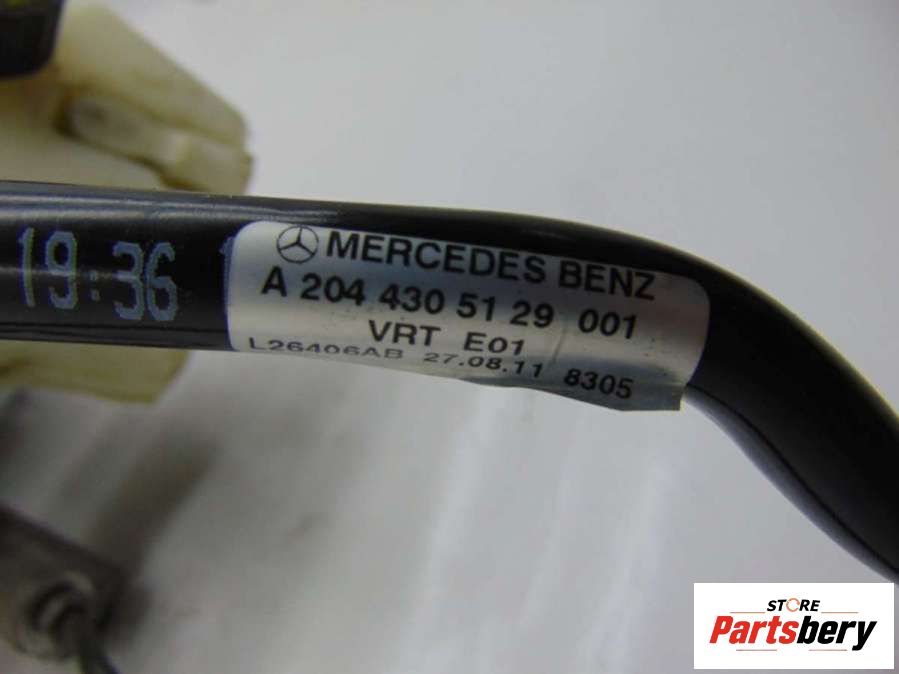 19:36
MERCEDES BENZ
A 204 430 51 29 001
VRT E01
L26406AB 27.08.11 8305
STORE
Partsbery